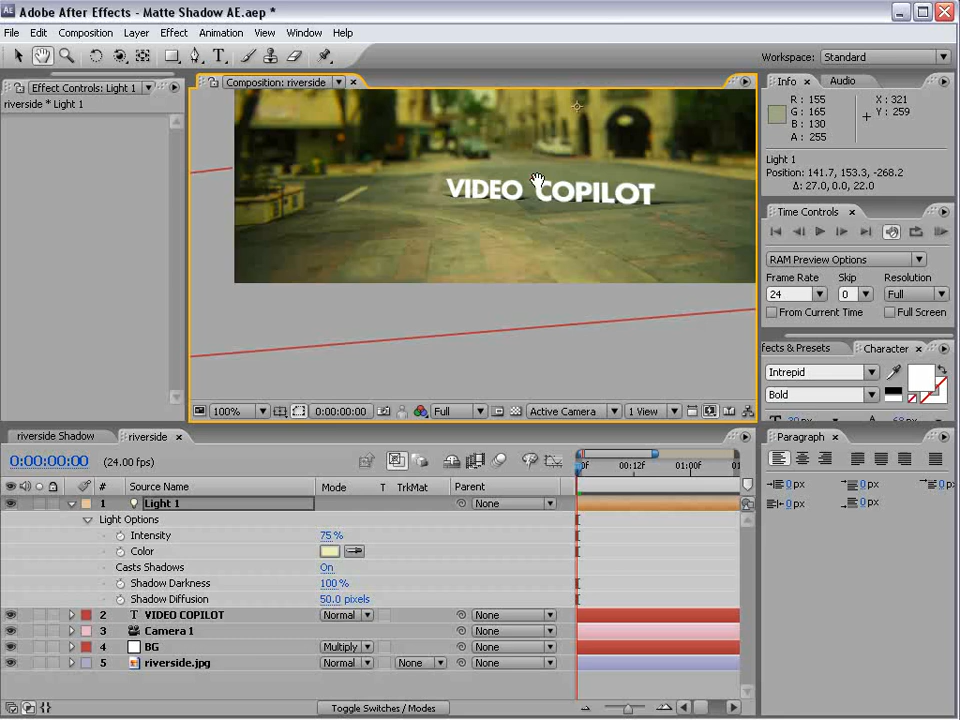 Adobe After Effects - Matte Shadow AE.aep *
File Edit Composition Layer Effect Animation View Window Help
Workspace: Standard
Effect Controls: Light 1
riverside * Light 1
Composition: riverside
VIDEO COPILOT
100%
0:00:00:00
Full
Active Camera
1 View
Info
Audio
R: 155
G: 165
B: 130
A: 255
X: 321
Y: 259
Light 1
Position: 141.7, 153.3, -268.2
Δ: 27.0, 0.0, 22.0
Time Controls
RAM Preview Options
Frame Rate Skip Resolution
24 0 Full
From Current Time Full Screen
fects & Presets
Character
Intrepid
Bold
riverside Shadow
riverside
0:00:00:00 (24.00 fps)
# Source Name Mode T TrkMat Parent
0f 00:12f 01:00f 01
1 Light 1 None
Light Options
Intensity 75 %
Color
Casts Shadows On
Shadow Darkness 100 %
Shadow Diffusion 50.0 pixels
2 T VIDEO COPILOT Normal None
3 Camera 1 None
4 BG Multiply None
5 riverside.jpg Normal None None
Toggle Switches / Modes
Paragraph
0 px 0 px 0 px
0 px 0 px